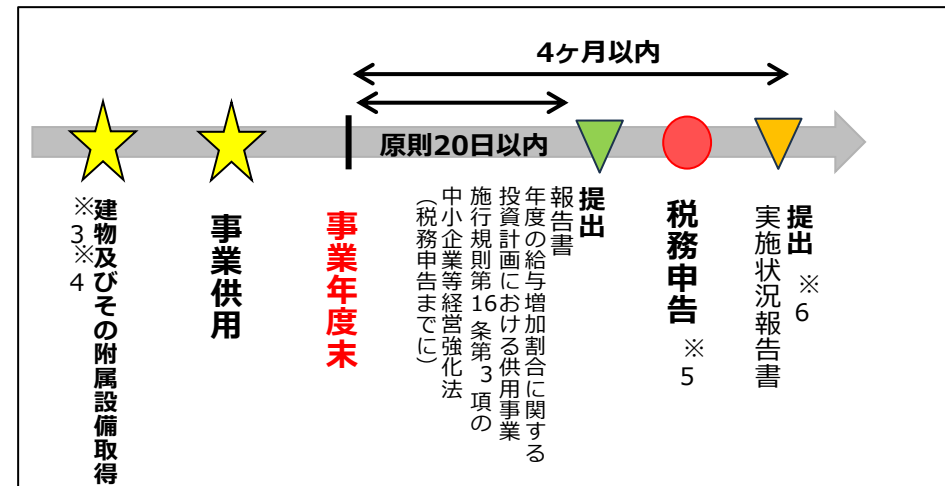 4ヶ月以内
原則20日以内
建物及びその附属設備取得
※3※4
事業供用
事業年度末
提出
報告書
年度の給与増加割合に関する
投資計画における供用事業
施行規則第16条第3項の
中小企業等経営強化法
（税務申告までに）
税務申告
※5
提出
※6
実施状況報告書